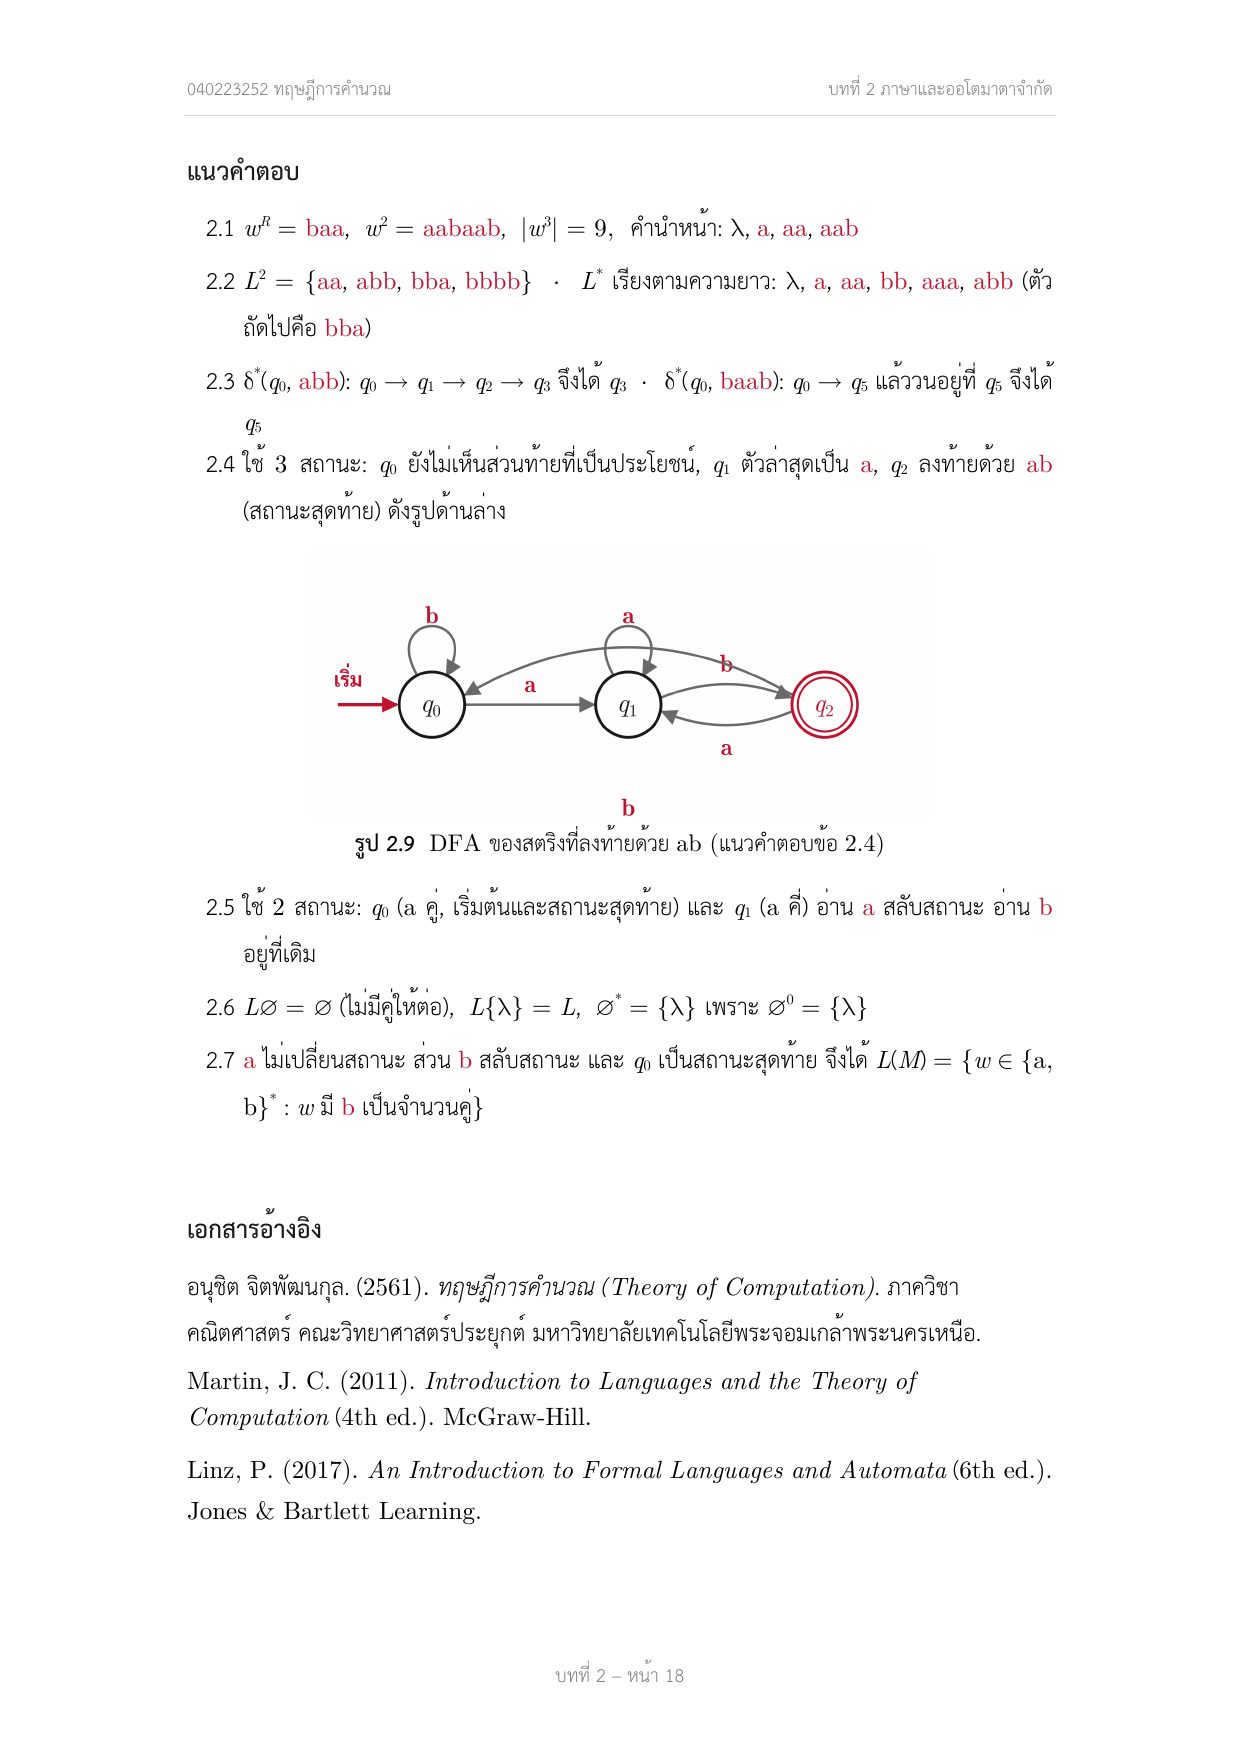 040223252 ทฤษฎีการคำนวณ บทที่ 2 ภาษาและออโตมาตาจำกัด
แนวคำตอบ
2.1 wᴿ = baa, w² = aabaab, |w³| = 9, คำนำหน้า: λ, a, aa, aab
2.2 L² = {aa, abb, bba, bbbb} · L* เรียงตามความยาว: λ, a, aa, bb, aaa, abb (ตัว
ถัดไปคือ bba)
2.3 δ*(q₀, abb): q₀ → q₁ → q₂ → q₃ จึงได้ q₃ · δ*(q₀, baab): q₀ → q₅ แล้ววนอยู่ที่ q₅ จึงได้
q₅
2.4 ใช้ 3 สถานะ: q₀ ยังไม่เห็นส่วนท้ายที่เป็นประโยชน์, q₁ ตัวล่าสุดเป็น a, q₂ ลงท้ายด้วย ab
(สถานะสุดท้าย) ดังรูปด้านล่าง
b a
b
เริ่ม a
q₀ q₁ q₂
a
b
รูป 2.9 DFA ของสตริงที่ลงท้ายด้วย ab (แนวคำตอบข้อ 2.4)
2.5 ใช้ 2 สถานะ: q₀ (a คู่, เริ่มต้นและสถานะสุดท้าย) และ q₁ (a คี่) อ่าน a สลับสถานะ อ่าน b
อยู่ที่เดิม
2.6 L∅ = ∅ (ไม่มีคู่ให้ต่อ), L{λ} = L, ∅* = {λ} เพราะ ∅⁰ = {λ}
2.7 a ไม่เปลี่ยนสถานะ ส่วน b สลับสถานะ และ q₀ เป็นสถานะสุดท้าย จึงได้ L(M) = {w ∈ {a,
b}* : w มี b เป็นจำนวนคู่}
เอกสารอ้างอิง
อนุชิต จิตพัฒนกุล. (2561). ทฤษฎีการคำนวณ (Theory of Computation). ภาควิชา
คณิตศาสตร์ คณะวิทยาศาสตร์ประยุกต์ มหาวิทยาลัยเทคโนโลยีพระจอมเกล้าพระนครเหนือ.
Martin, J. C. (2011). Introduction to Languages and the Theory of
Computation (4th ed.). McGraw-Hill.
Linz, P. (2017). An Introduction to Formal Languages and Automata (6th ed.).
Jones & Bartlett Learning.
บทที่ 2 – หน้า 18